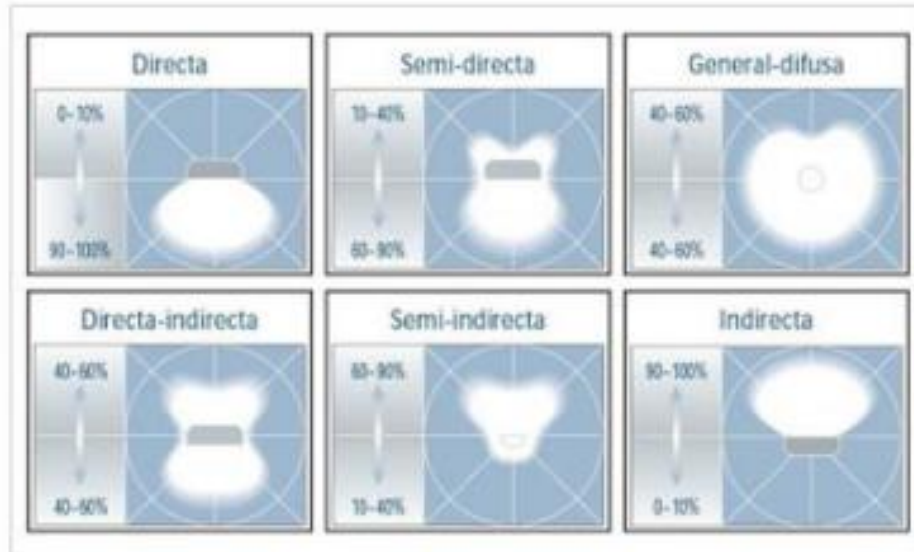 Directa
0-10%
90-100%
Semi-directa
10-40%
60-90%
General-difusa
40-60%
40-60%
Directa-indirecta
40-60%
40-60%
Semi-indirecta
60-90%
10-40%
Indirecta
90-100%
0-10%